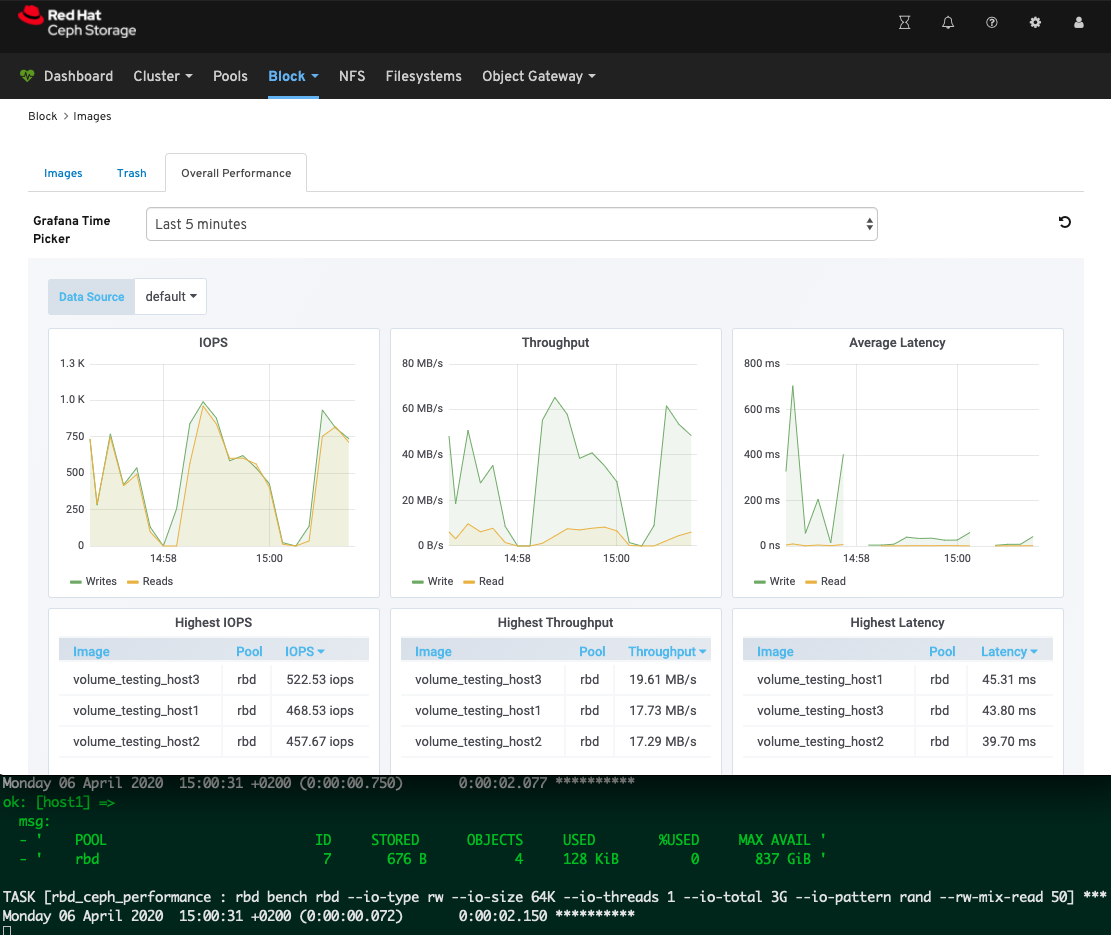 Red Hat
Ceph Storage
Dashboard Cluster Pools Block NFS Filesystems Object Gateway
Block > Images
Images Trash Overall Performance
Grafana Time
Picker
Last 5 minutes
Data Source default
IOPS
1.3 K
1.0 K
750
500
250
0
14:58 15:00
Writes Reads
Throughput
80 MB/s
60 MB/s
40 MB/s
20 MB/s
0 B/s
14:58 15:00
Write Read
Average Latency
800 ms
600 ms
400 ms
200 ms
0 ns
14:58 15:00
Write Read
Highest IOPS
Image Pool IOPS
volume_testing_host3 rbd 522.53 iops
volume_testing_host1 rbd 468.53 iops
volume_testing_host2 rbd 457.67 iops
Highest Throughput
Image Pool Throughput
volume_testing_host3 rbd 19.61 MB/s
volume_testing_host1 rbd 17.73 MB/s
volume_testing_host2 rbd 17.29 MB/s
Highest Latency
Image Pool Latency
volume_testing_host1 rbd 45.31 ms
volume_testing_host3 rbd 43.80 ms
volume_testing_host2 rbd 39.70 ms
Monday 06 April 2020  15:00:31 +0200 (0:00:00.750)       0:00:02.077 **********
ok: [host1] =>
  msg:
  - '    POOL                          ID     STORED      OBJECTS     USED        %USED     MAX AVAIL '
  - '    rbd                            7       676 B           4     128 KiB         0       837 GiB '
TASK [rbd_ceph_performance : rbd bench rbd --io-type rw --io-size 64K --io-threads 1 --io-total 3G --io-pattern rand --rw-mix-read 50] ***
Monday 06 April 2020  15:00:31 +0200 (0:00:00.072)       0:00:02.150 **********